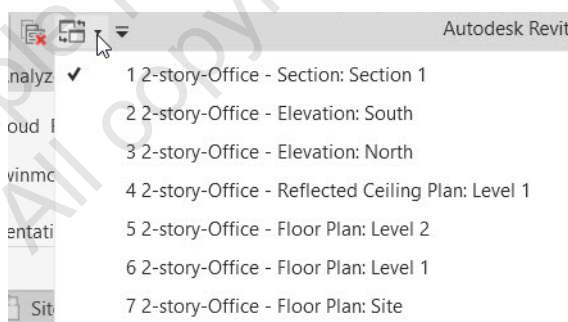 Autodesk Revit
✔ 1 2-story-Office - Section: Section 1
2 2-story-Office - Elevation: South
3 2-story-Office - Elevation: North
4 2-story-Office - Reflected Ceiling Plan: Level 1
5 2-story-Office - Floor Plan: Level 2
6 2-story-Office - Floor Plan: Level 1
7 2-story-Office - Floor Plan: Site
All copy